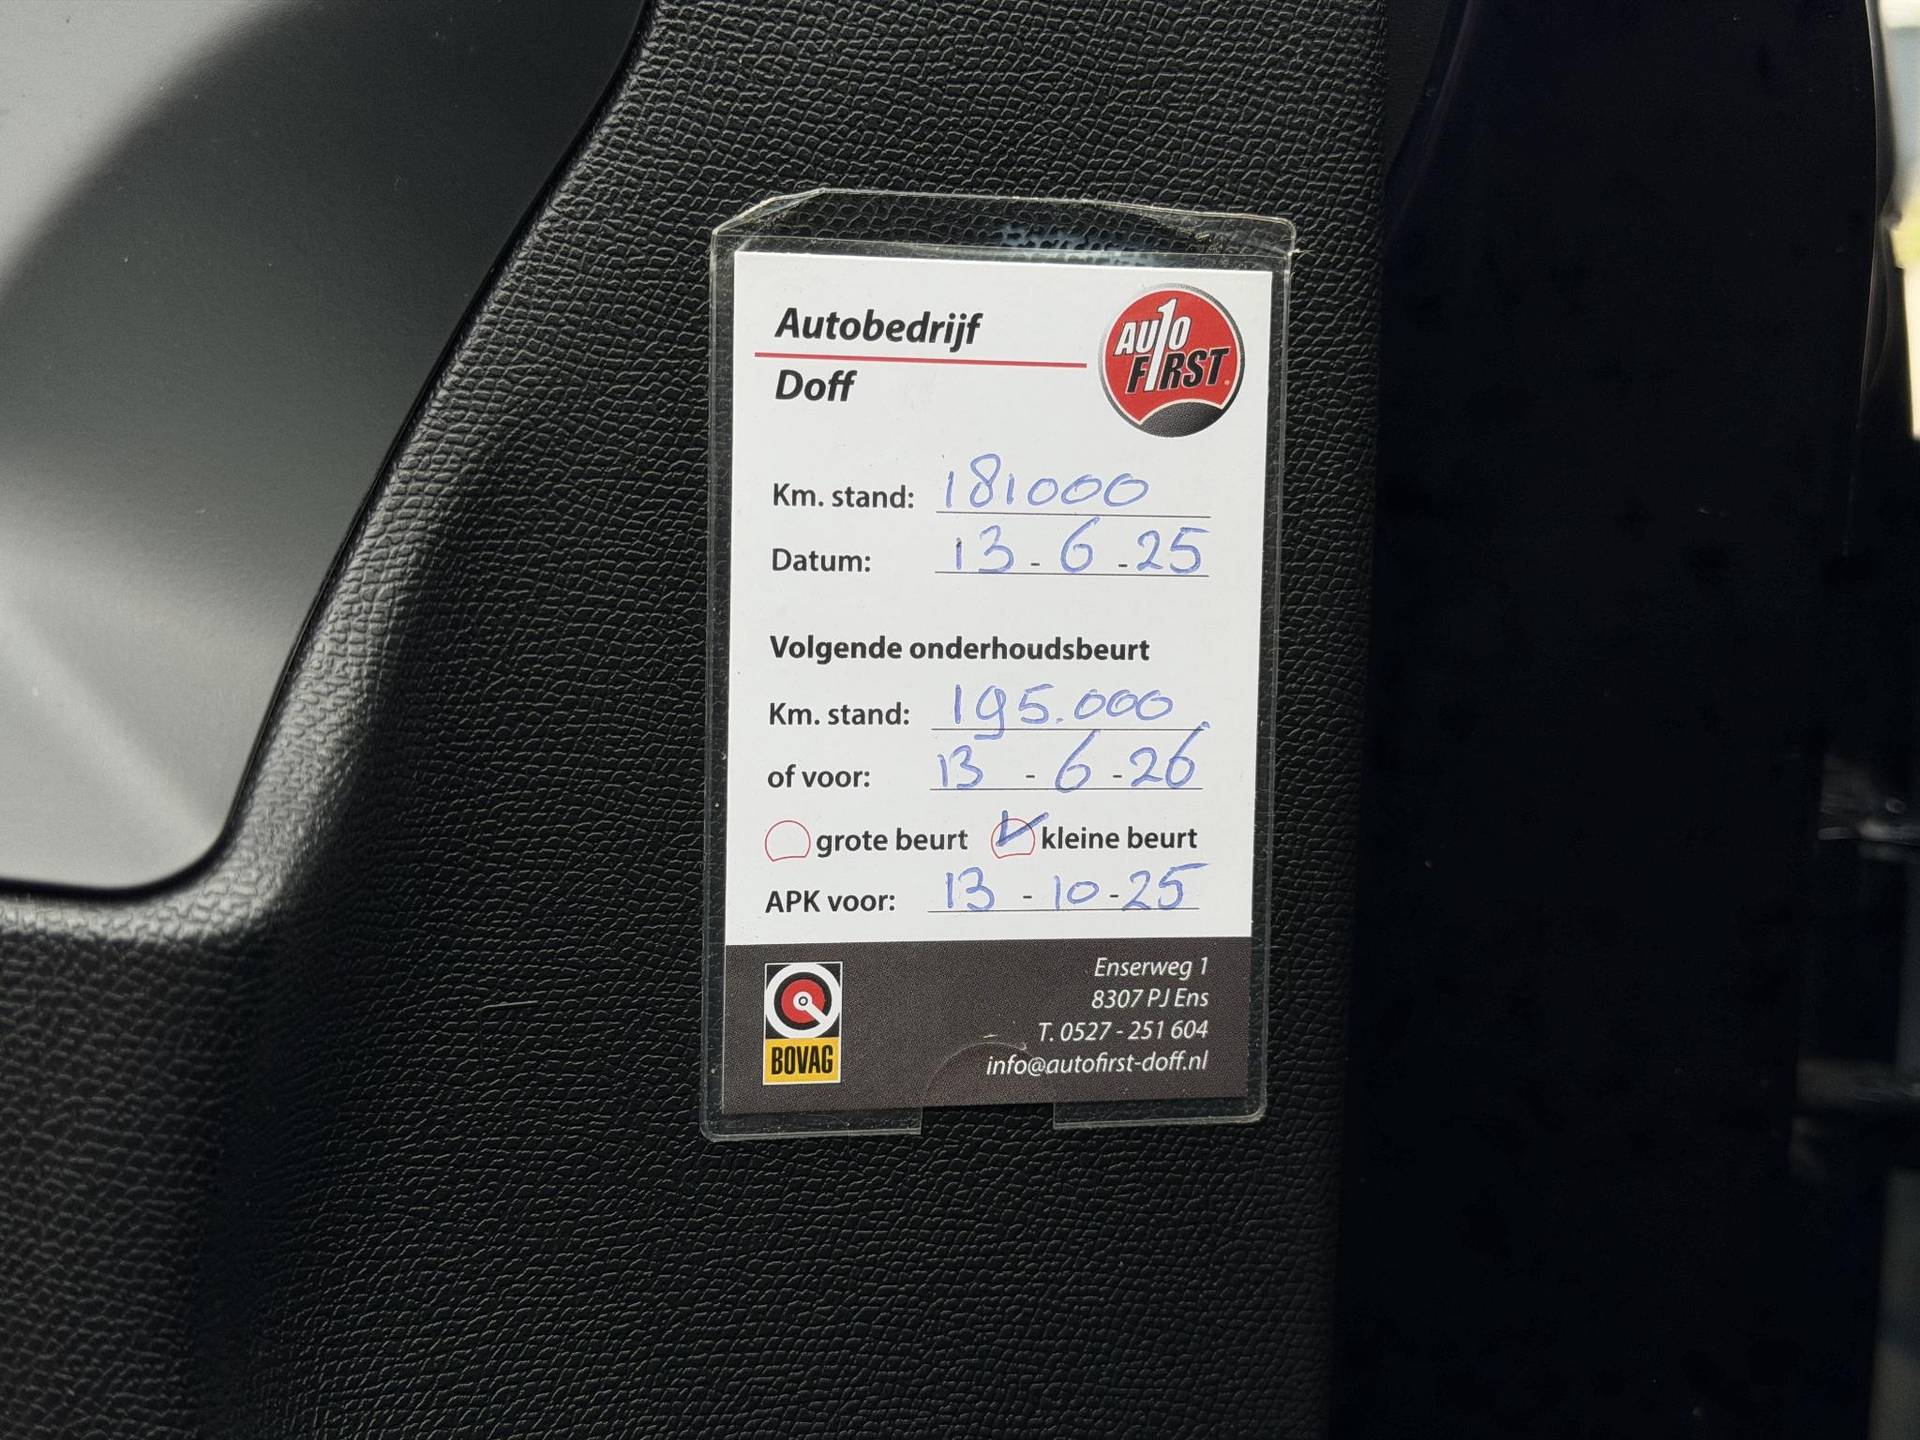 Autobedrijf
Doff
AUTO
FIRST
Km. stand: 181000
Datum: 13 - 6 - 25
Volgende onderhoudsbeurt
Km. stand: 195.000
of voor: 13 - 6 - 26
grote beurt kleine beurt
APK voor: 13 - 10 - 25
BOVAG
Enserweg 1
8307 PJ Ens
T. 0527 - 251 604
info@autofirst-doff.nl